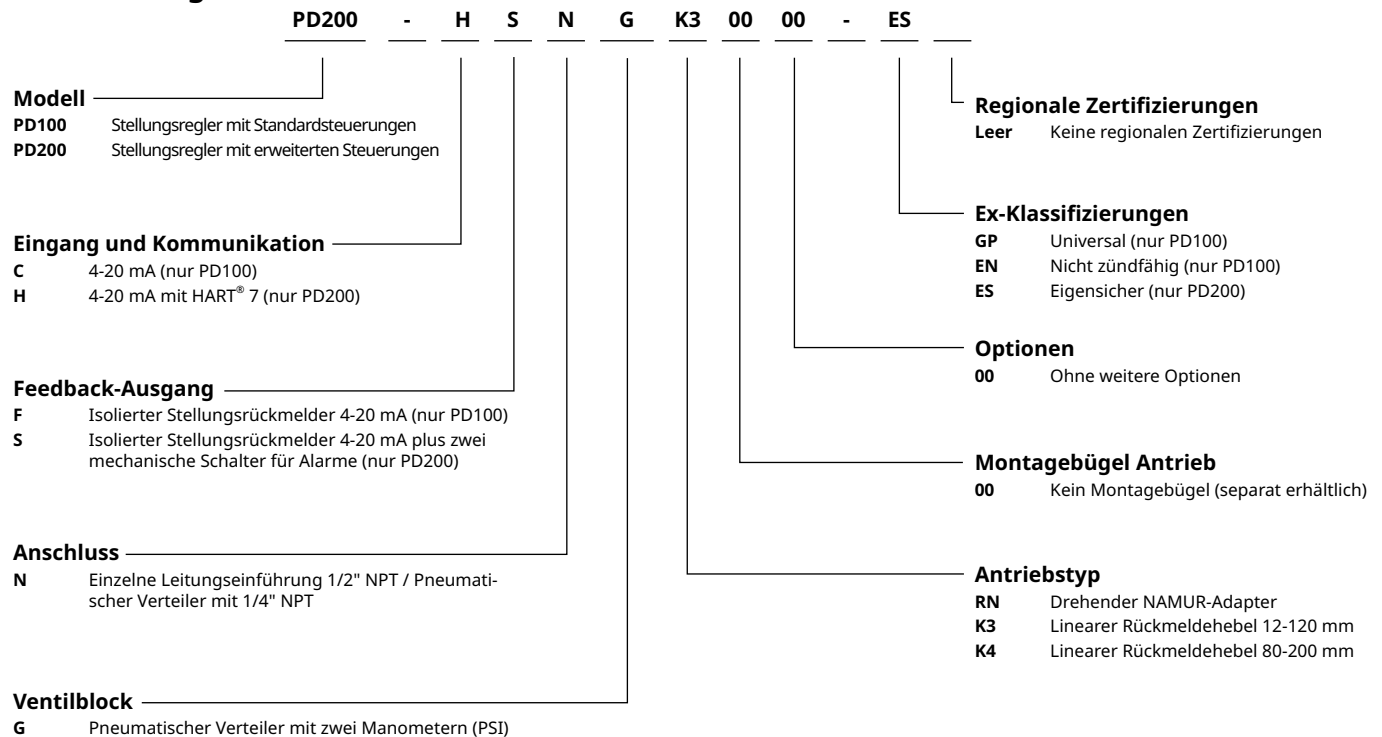 PD200 - H S N G K3 00 00 - ES
Modell
PD100 Stellungsregler mit Standardsteuerungen
PD200 Stellungsregler mit erweiterten Steuerungen
Eingang und Kommunikation
C 4-20 mA (nur PD100)
H 4-20 mA mit HART® 7 (nur PD200)
Feedback-Ausgang
F Isolierter Stellungsrückmelder 4-20 mA (nur PD100)
S Isolierter Stellungsrückmelder 4-20 mA plus zwei
mechanische Schalter für Alarme (nur PD200)
Anschluss
N Einzelne Leitungseinführung 1/2" NPT / Pneumati-
scher Verteiler mit 1/4" NPT
Ventilblock
G Pneumatischer Verteiler mit zwei Manometern (PSI)
Regionale Zertifizierungen
Leer Keine regionalen Zertifizierungen
Ex-Klassifizierungen
GP Universal (nur PD100)
EN Nicht zündfähig (nur PD100)
ES Eigensicher (nur PD200)
Optionen
00 Ohne weitere Optionen
Montagebügel Antrieb
00 Kein Montagebügel (separat erhältlich)
Antriebstyp
RN Drehender NAMUR-Adapter
K3 Linearer Rückmeldehebel 12-120 mm
K4 Linearer Rückmeldehebel 80-200 mm